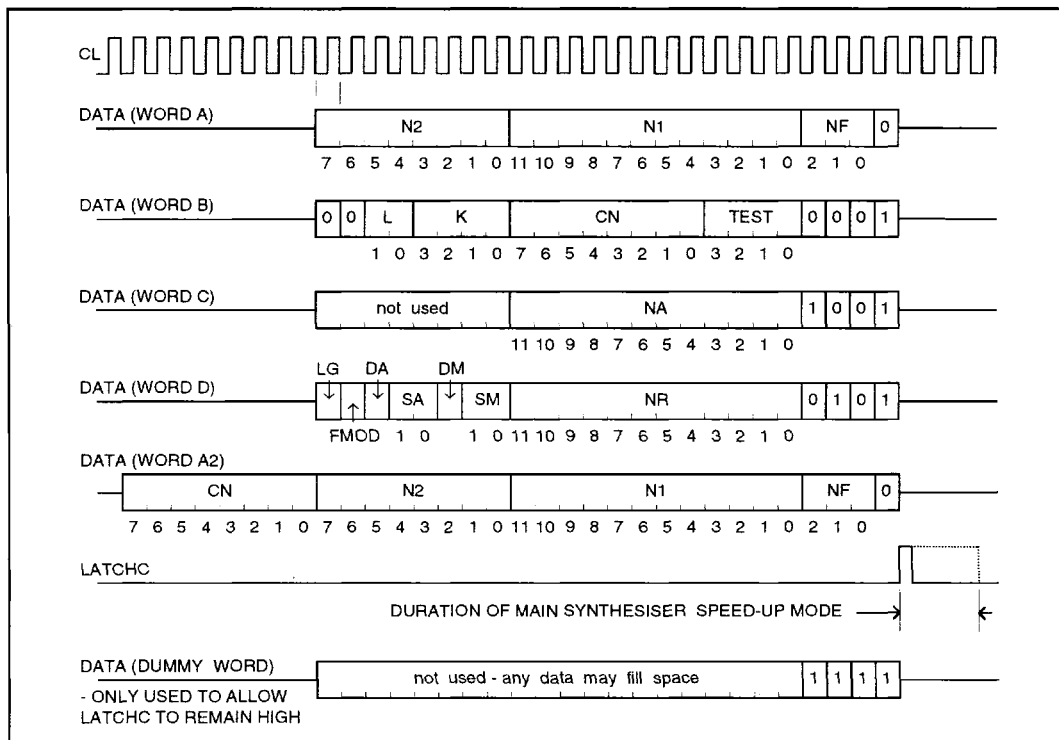 CL
DATA (WORD A)
N2 N1 NF 0
7 6 5 4 3 2 1 0 11 10 9 8 7 6 5 4 3 2 1 0 2 1 0
DATA (WORD B)
0 0 L K CN TEST 0 0 0 1
1 0 3 2 1 0 7 6 5 4 3 2 1 0 3 2 1 0
DATA (WORD C)
not used NA 1 0 0 1
11 10 9 8 7 6 5 4 3 2 1 0
LG DA DM
DATA (WORD D)
SA SM NR 0 1 0 1
FMOD 1 0 1 0 11 10 9 8 7 6 5 4 3 2 1 0
DATA (WORD A2)
CN N2 N1 NF 0
7 6 5 4 3 2 1 0 7 6 5 4 3 2 1 0 11 10 9 8 7 6 5 4 3 2 1 0 2 1 0
LATCHC
DURATION OF MAIN SYNTHESISER SPEED-UP MODE
DATA (DUMMY WORD)
not used - any data may fill space 1 1 1 1
- ONLY USED TO ALLOW
LATCHC TO REMAIN HIGH